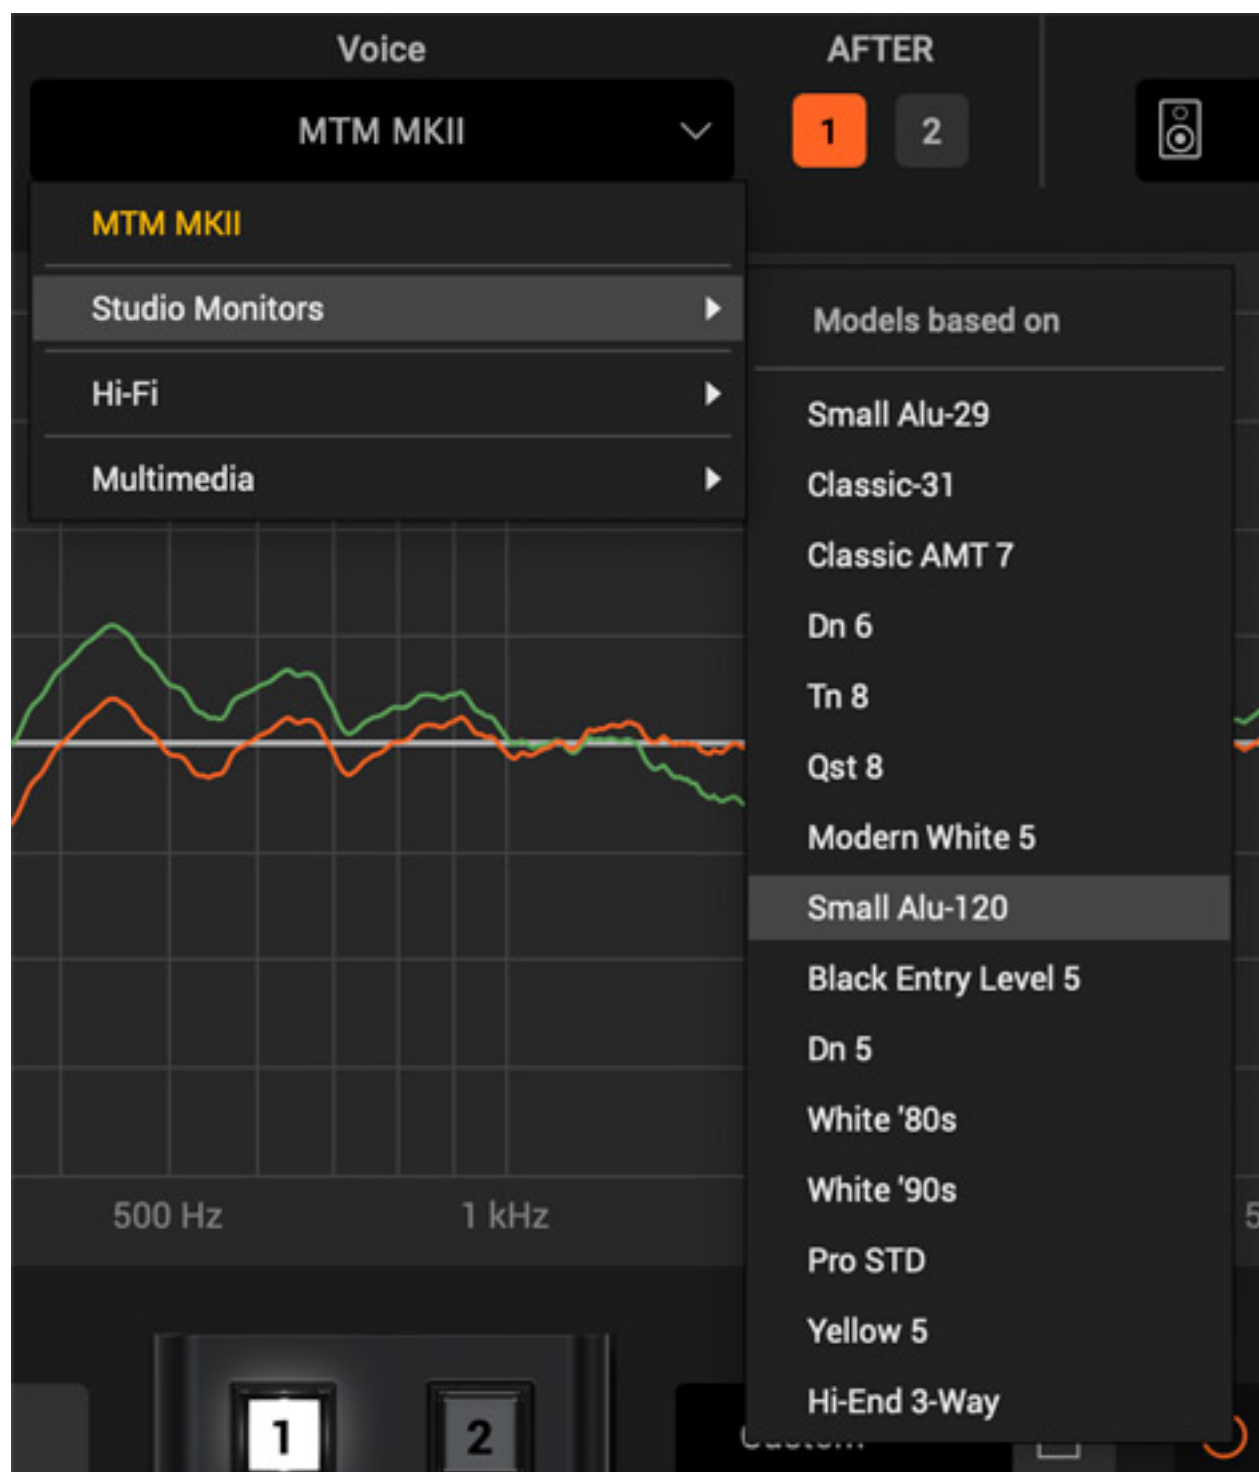 Voice
AFTER
MTM MKII
1
2
MTM MKII
Studio Monitors
Hi-Fi
Multimedia
Models based on
Small Alu-29
Classic-31
Classic AMT 7
Dn 6
Tn 8
Qst 8
Modern White 5
Small Alu-120
Black Entry Level 5
Dn 5
White '80s
White '90s
Pro STD
Yellow 5
Hi-End 3-Way
500 Hz
1 kHz
5
1
2
Custom